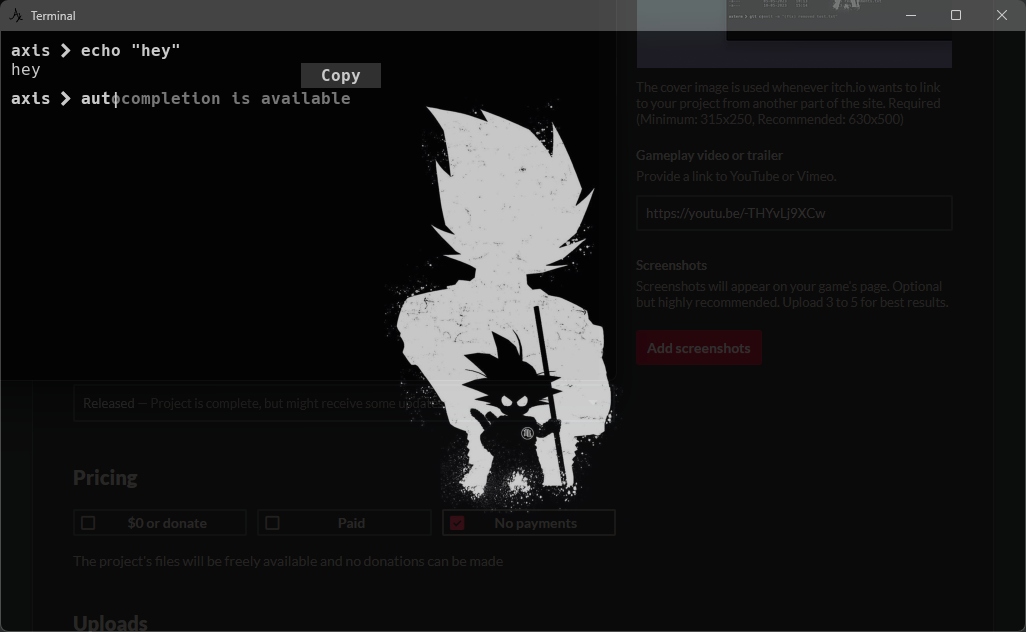 Terminal
axis ❯ echo "hey"
hey
Copy
axis ❯ autocompletion is available
The cover image is used whenever itch.io wants to link
to your project from another part of the site. Required
(Minimum: 315x250, Recommended: 630x500)
Gameplay video or trailer
Provide a link to YouTube or Vimeo.
https://youtu.be/-THYvLj9XCw
Screenshots
Screenshots will appear on your game's page. Optional
but highly recommended. Upload 3 to 5 for best results.
Add screenshots
Released — Project is complete, but might receive some updates
Pricing
$0 or donate
Paid
No payments
The project's files will be freely available and no donations can be made
Uploads